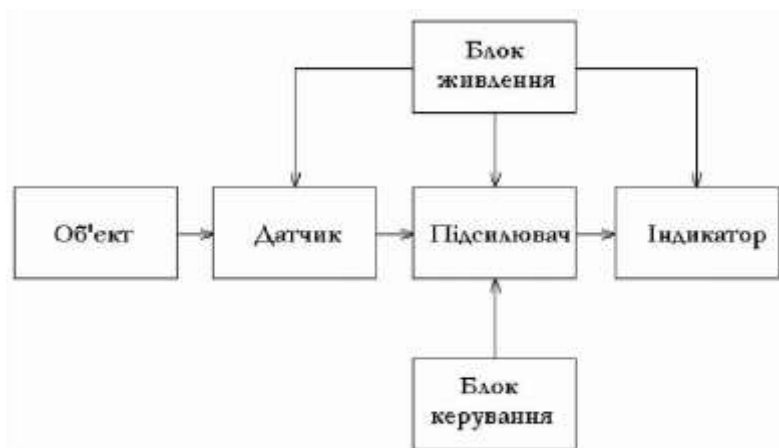 Блок
живлення
Об'єкт
Датчик
Підсилювач
Індикатор
Блок
керування